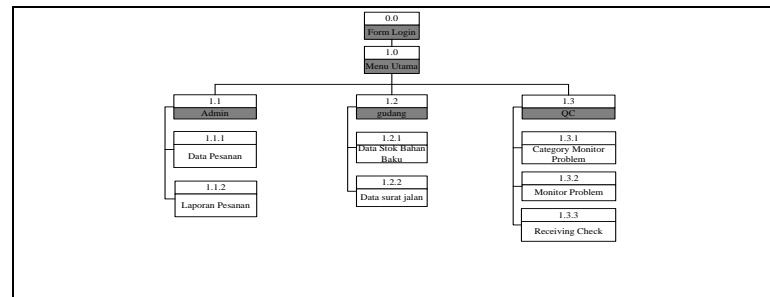 0.0
Form Login
1.0
Menu Utama
1.1
Admin
1.1.1
Data Pesanan
1.1.2
Laporan Pesanan
1.2
gudang
1.2.1
Data Stok Bahan
Baku
1.2.2
Data surat jalan
1.3
QC
1.3.1
Category Monitor
Problem
1.3.2
Monitor Problem
1.3.3
Receiving Check